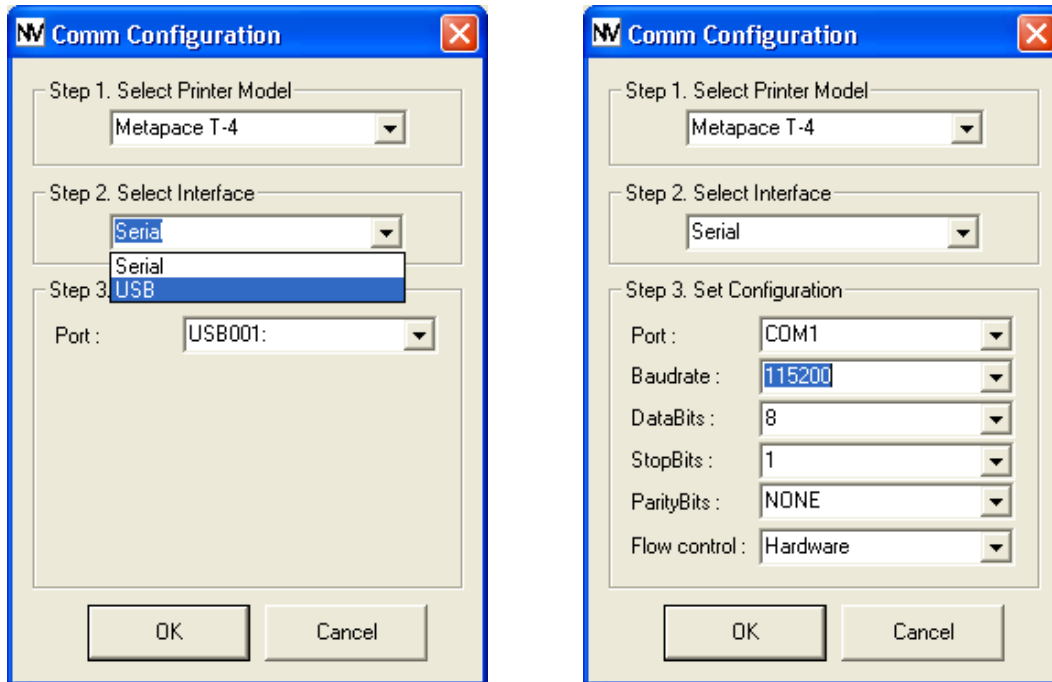 NV Comm Configuration
Step 1. Select Printer Model
Metapace T-4
Step 2. Select Interface
Serial
Serial
USB
Step 3.
Port :
USB001:
OK
Cancel
NV Comm Configuration
Step 1. Select Printer Model
Metapace T-4
Step 2. Select Interface
Serial
Step 3. Set Configuration
Port :
COM1
Baudrate :
115200
DataBits :
8
StopBits :
1
ParityBits :
NONE
Flow control :
Hardware
OK
Cancel